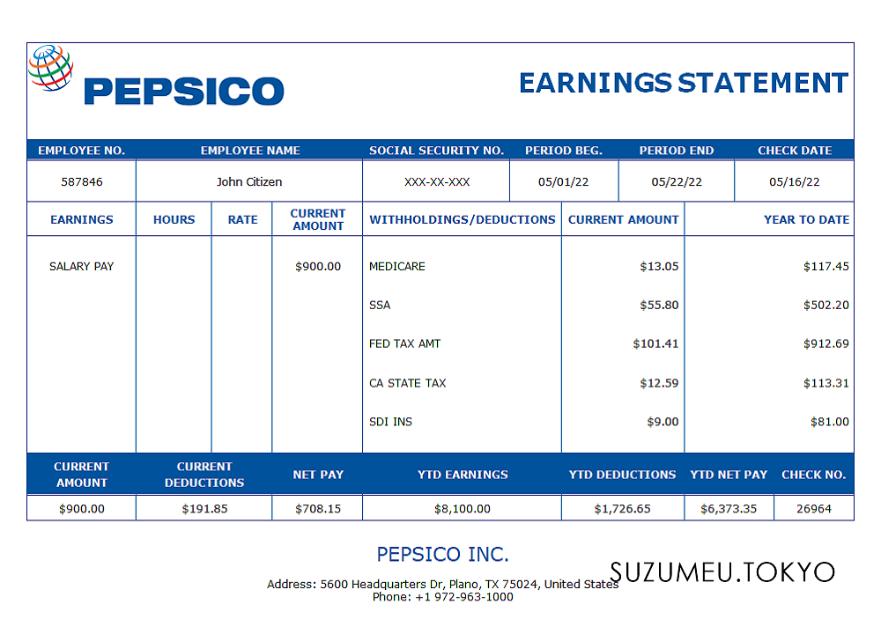 PEPSICO
EARNINGS STATEMENT
EMPLOYEE NO. EMPLOYEE NAME SOCIAL SECURITY NO. PERIOD BEG. PERIOD END CHECK DATE
587846 John Citizen XXX-XX-XXX 05/01/22 05/22/22 05/16/22
EARNINGS HOURS RATE CURRENT AMOUNT WITHHOLDINGS/DEDUCTIONS CURRENT AMOUNT YEAR TO DATE
SALARY PAY $900.00 MEDICARE $13.05 $117.45
SSA $55.80 $502.20
FED TAX AMT $101.41 $912.69
CA STATE TAX $12.59 $113.31
SDI INS $9.00 $81.00
CURRENT AMOUNT CURRENT DEDUCTIONS NET PAY YTD EARNINGS YTD DEDUCTIONS YTD NET PAY CHECK NO.
$900.00 $191.85 $708.15 $8,100.00 $1,726.65 $6,373.35 26964
PEPSICO INC.
Address: 5600 Headquarters Dr, Plano, TX 75024, United States
Phone: +1 972-963-1000
SUZUMEU.TOKYO